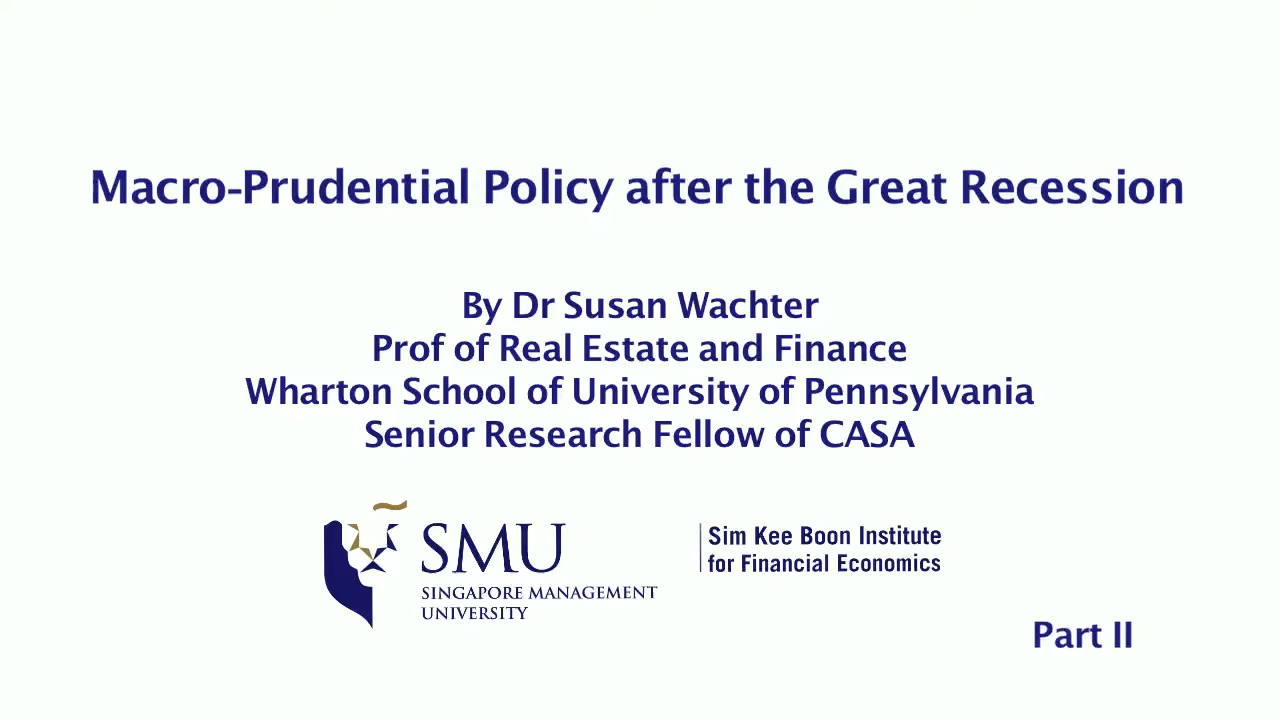 Macro-Prudential Policy after the Great Recession
By Dr Susan Wachter
Prof of Real Estate and Finance
Wharton School of University of Pennsylvania
Senior Research Fellow of CASA
SMU
SINGAPORE MANAGEMENT
UNIVERSITY
Sim Kee Boon Institute
for Financial Economics
Part II